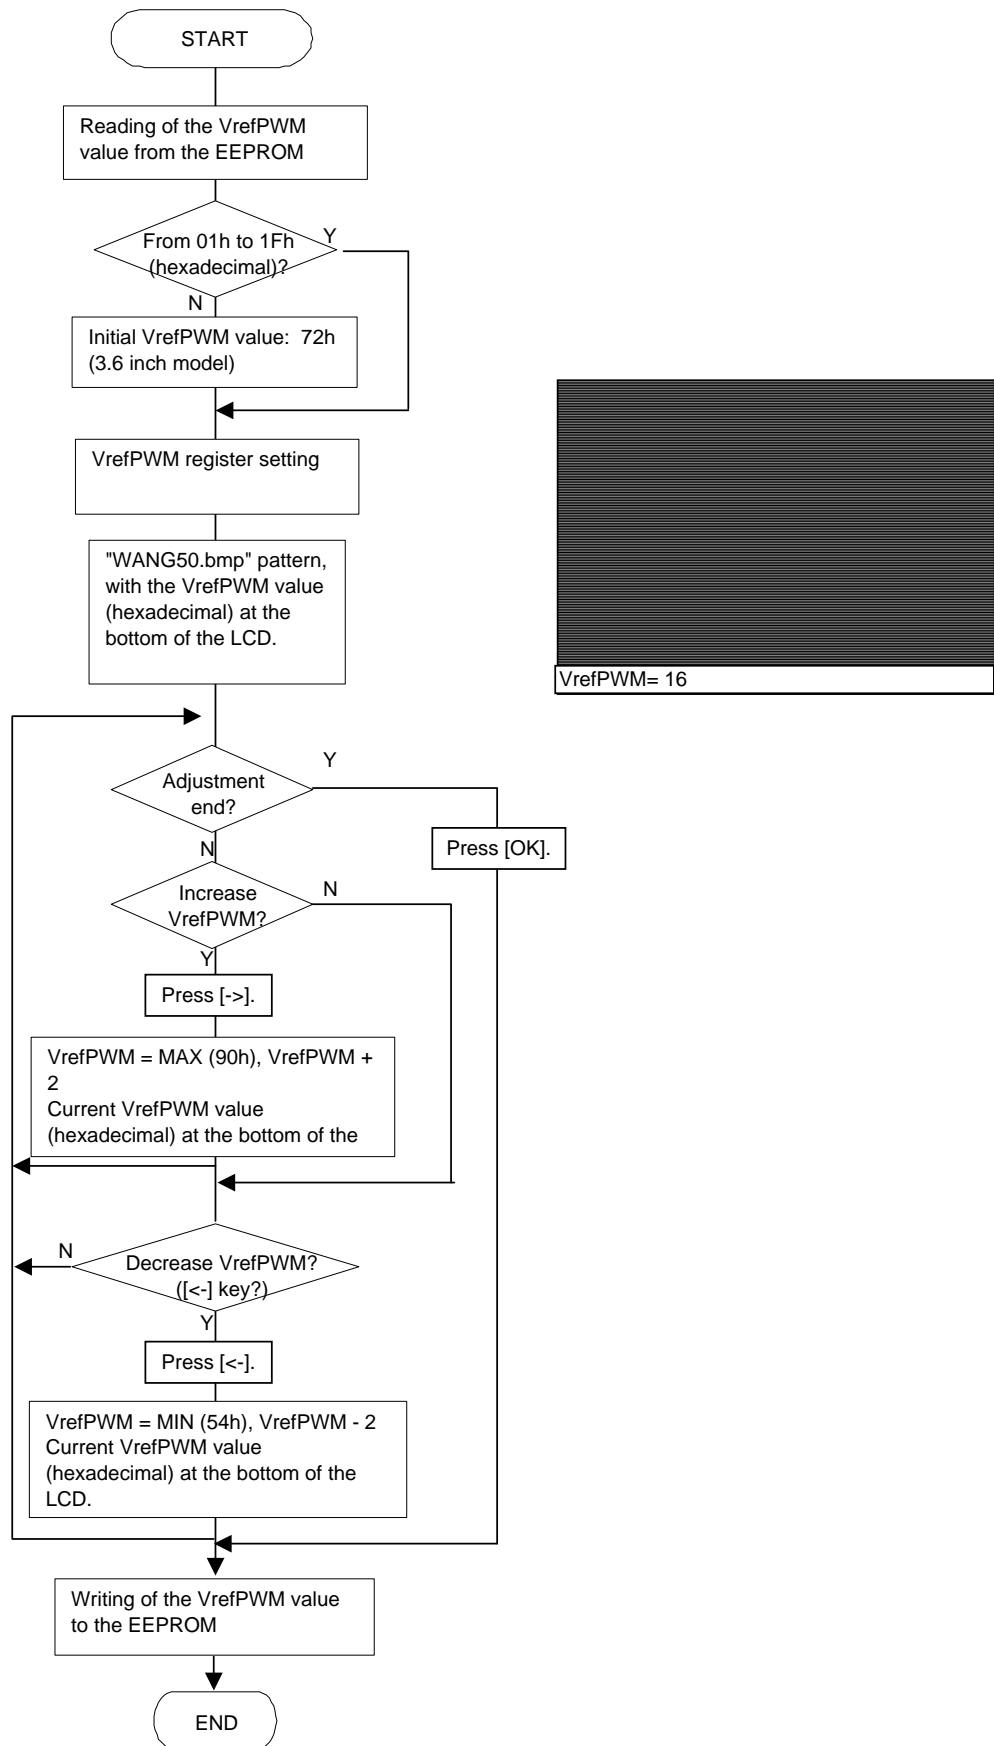 START
Reading of the VrefPWM
value from the EEPROM
From 01h to 1Fh
(hexadecimal)?
Y
N
Initial VrefPWM value:  72h
(3.6 inch model)
VrefPWM register setting
"WANG50.bmp" pattern,
with the VrefPWM value
(hexadecimal) at the
bottom of the LCD.
VrefPWM= 16
Adjustment
end?
Y
Press [OK].
N
Increase
VrefPWM?
N
Y
Press [->].
VrefPWM = MAX (90h), VrefPWM +
2
Current VrefPWM value
(hexadecimal) at the bottom of the
N
Decrease VrefPWM?
([<-] key?)
Y
Press [<-].
VrefPWM = MIN (54h), VrefPWM - 2
Current VrefPWM value
(hexadecimal) at the bottom of the
LCD.
Writing of the VrefPWM value
to the EEPROM
END